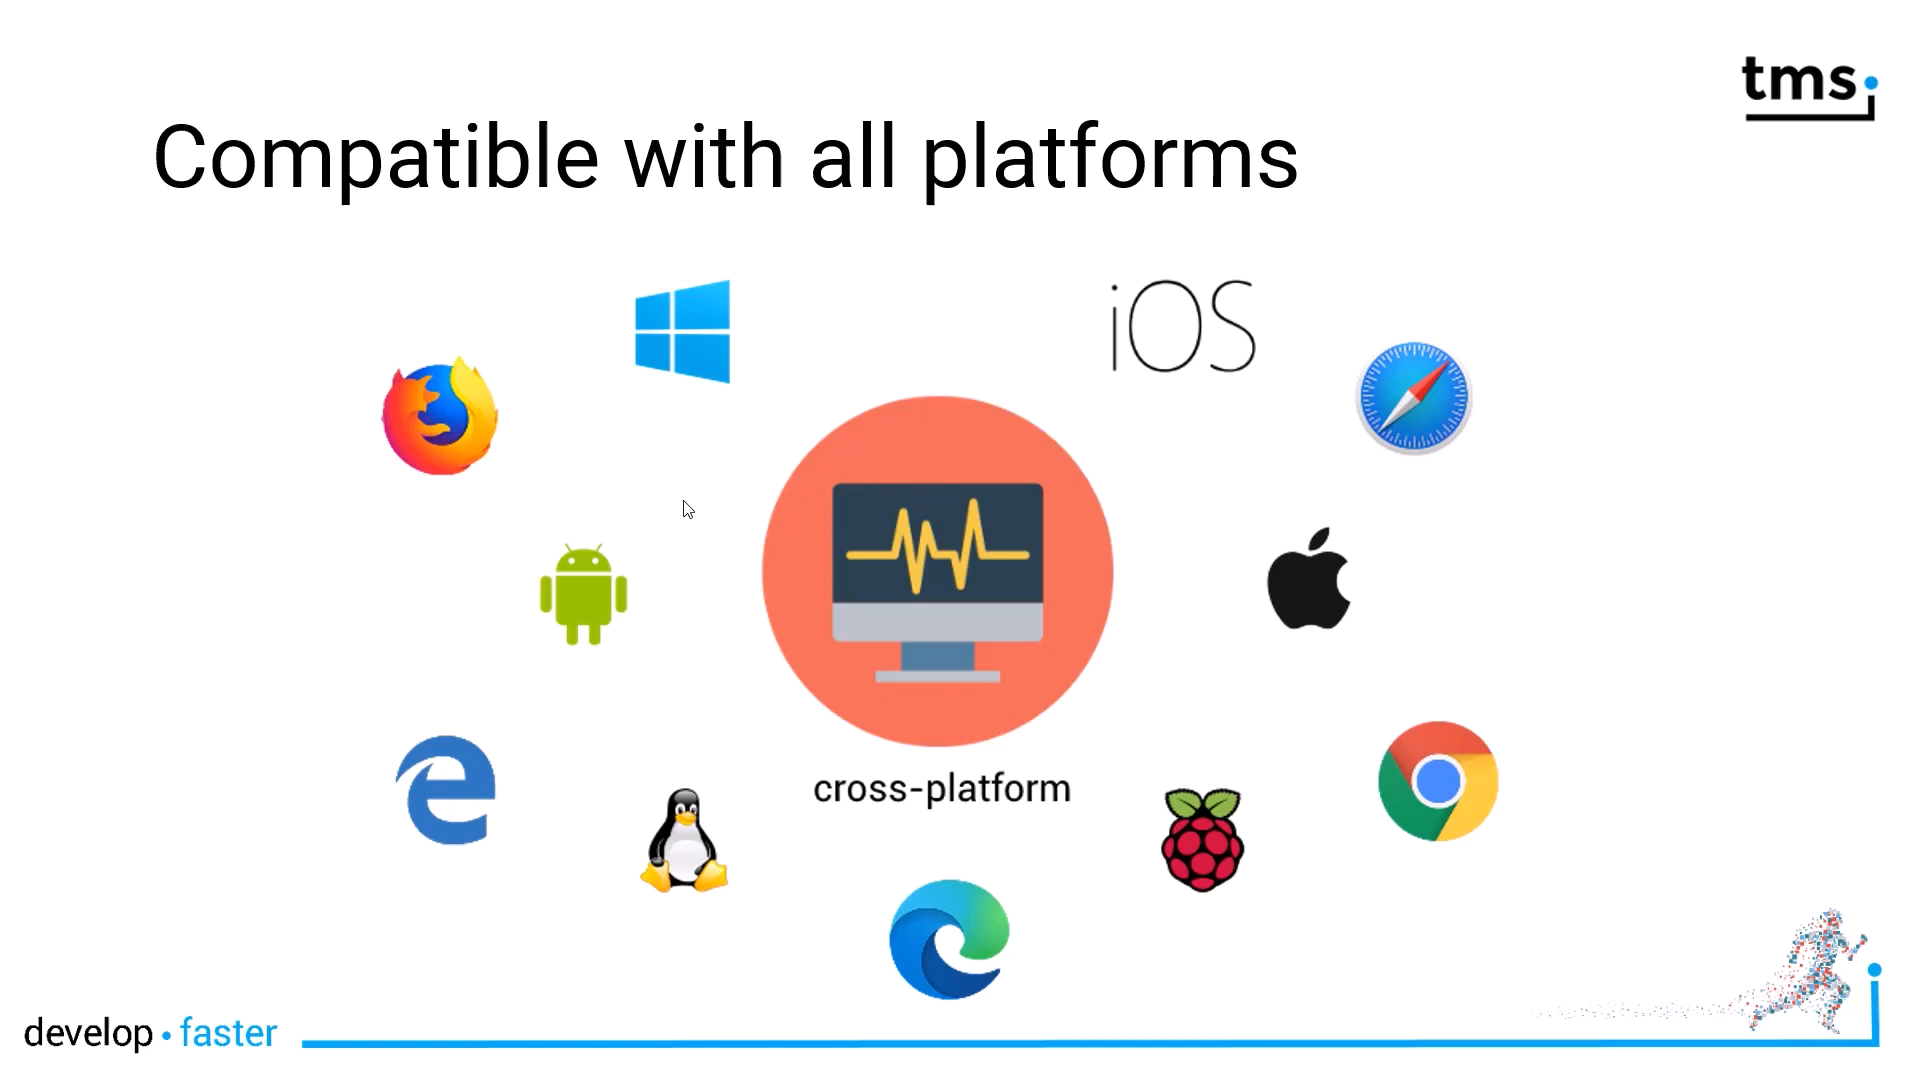 tms
Compatible with all platforms
iOS
cross-platform
develop • faster